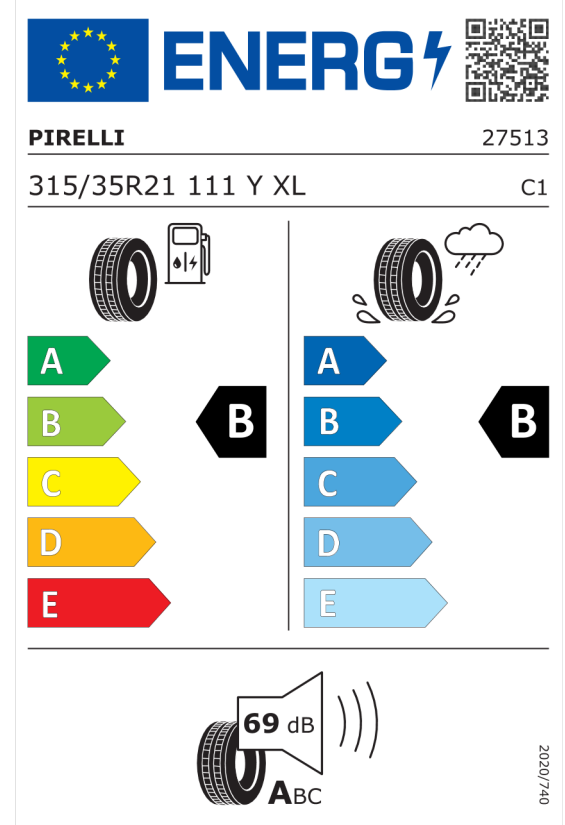 ENERG
PIRELLI 27513
315/35R21 111 Y XL C1
A A
B B B B
C C
D D
E E
69 dB
ABC
2020/740